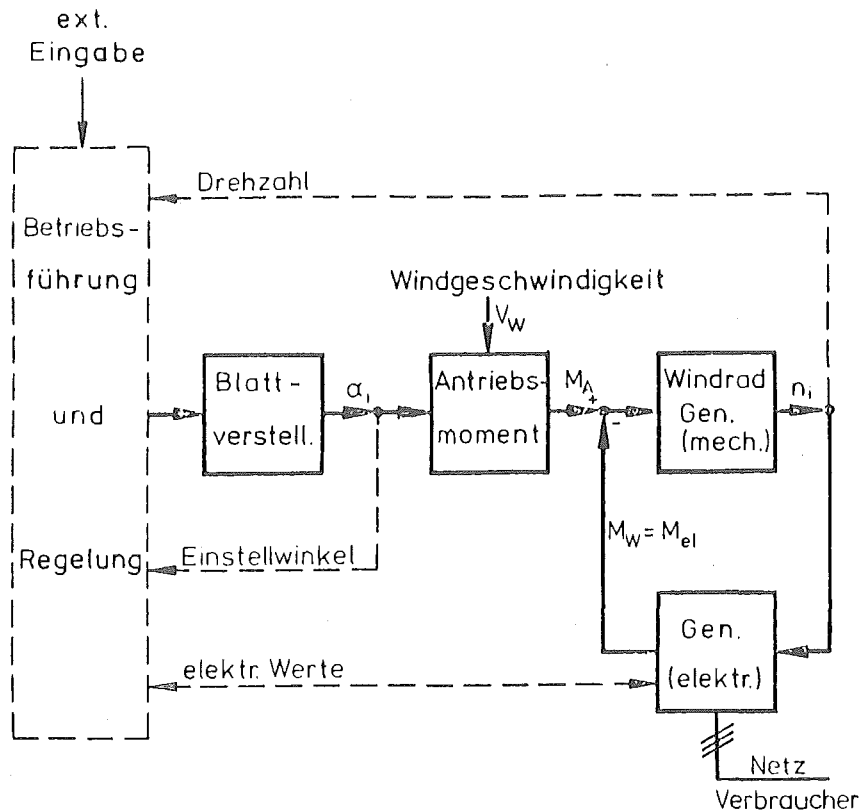 ext.
Eingabe
Drehzahl
Betriebs-
führung
und
Regelung
Windgeschwindigkeit
V_W
Blatt-
verstell.
α_i
Antriebs-
moment
M_A
+
-
Windrad
Gen.
(mech.)
n_i
Einstellwinkel
M_W = M_el
elektr. Werte
Gen.
(elektr.)
Netz
Verbraucher